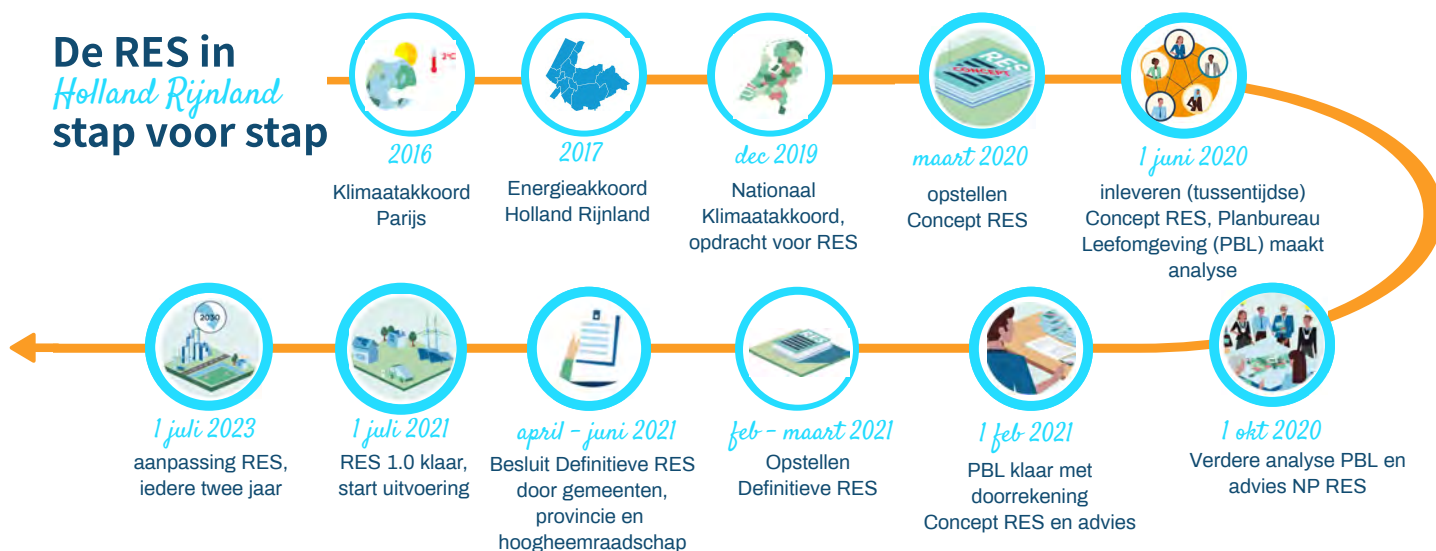 De RES in
Holland Rijnland
stap voor stap
2°C
RES
CONCEPT
2016
Klimaatakkoord
Parijs
2017
Energieakkoord
Holland Rijnland
dec 2019
Nationaal
Klimaatakkoord,
opdracht voor RES
maart 2020
opstellen
Concept RES
1 juni 2020
inleveren (tussentijdse)
Concept RES, Planbureau
Leefomgeving (PBL) maakt
analyse
1 okt 2020
Verdere analyse PBL en
advies NP RES
1 feb 2021
PBL klaar met
doorrekening
Concept RES en advies
feb - maart 2021
Opstellen
Definitieve RES
april - juni 2021
Besluit Definitieve RES
door gemeenten,
provincie en
hoogheemraadschap
1 juli 2021
RES 1.0 klaar,
start uitvoering
2030
1 juli 2023
aanpassing RES,
iedere twee jaar